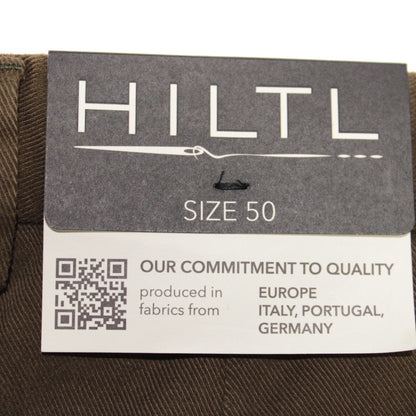 HILTL
SIZE 50
OUR COMMITMENT TO QUALITY
produced in EUROPE
fabrics from ITALY, PORTUGAL,
GERMANY